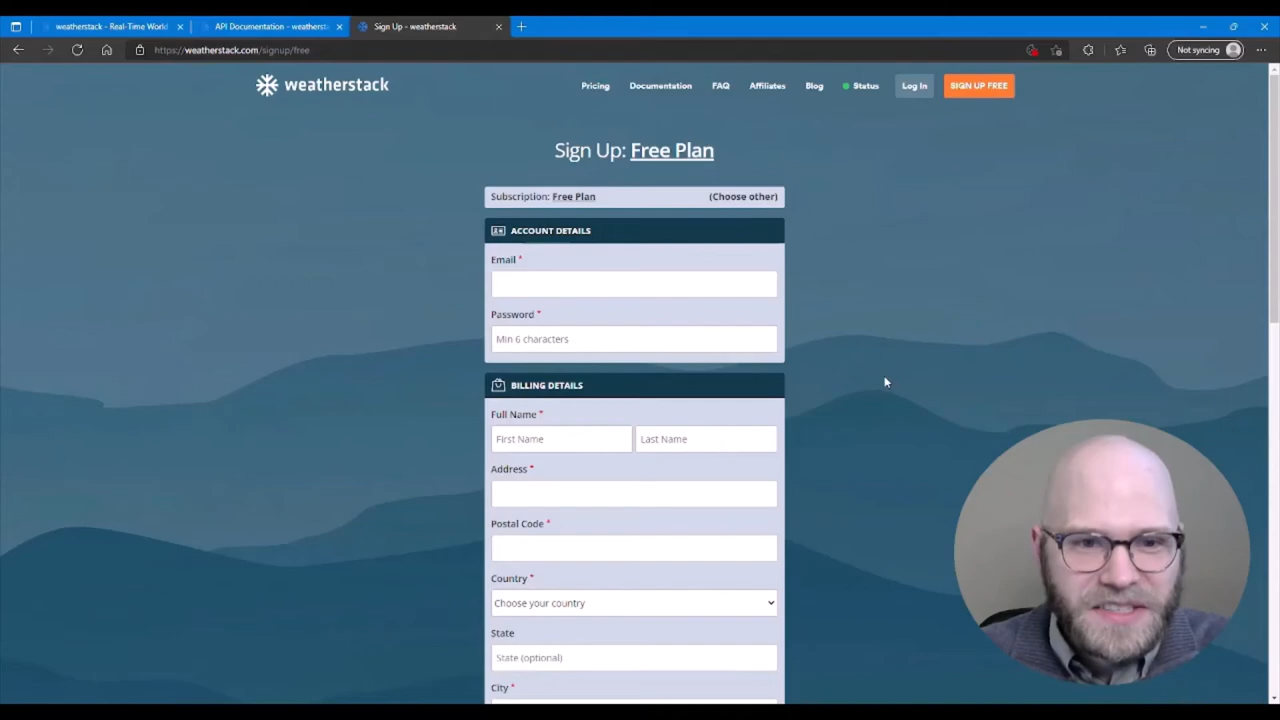 weatherstack - Real-Time World
API Documentation - weatherst
Sign Up - weatherstack
https://weatherstack.com/signup/free
Not syncing
weatherstack
Pricing
Documentation
FAQ
Affiliates
Blog
Status
Log In
SIGN UP FREE
Sign Up: Free Plan
Subscription: Free Plan
(Choose other)
ACCOUNT DETAILS
Email *
Password *
Min 6 characters
BILLING DETAILS
Full Name *
First Name
Last Name
Address *
Postal Code *
Country *
Choose your country
State
State (optional)
City *